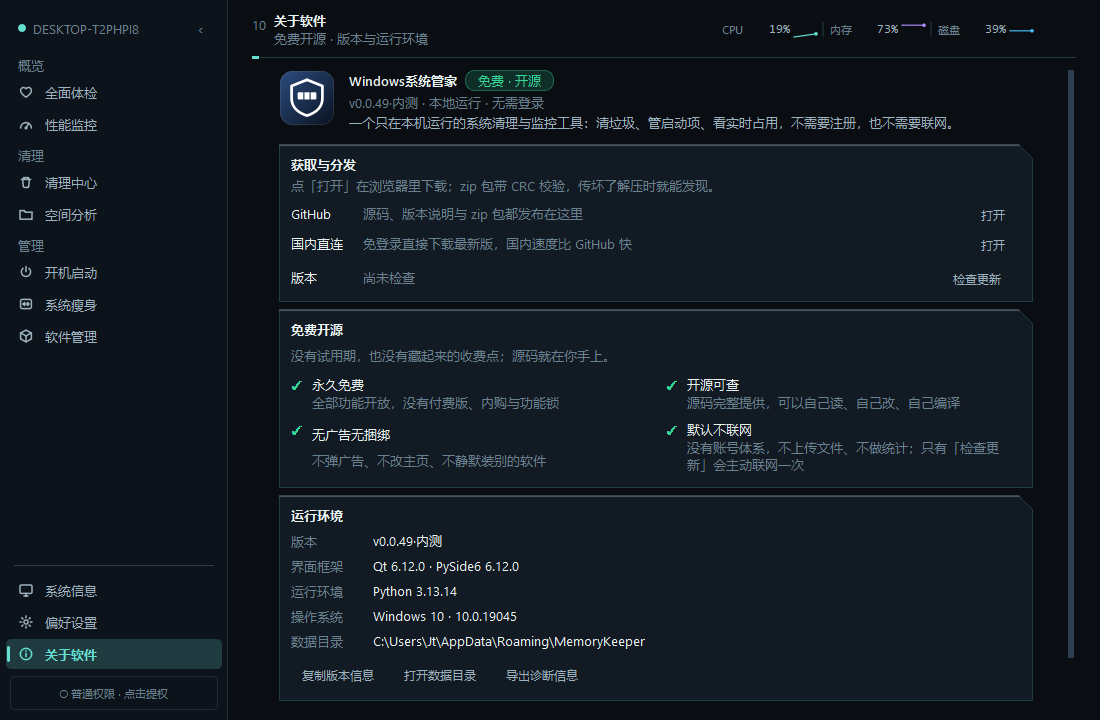 DESKTOP-T2PHPI8
概览
全面体检
性能监控
清理
清理中心
空间分析
管理
开机启动
系统瘦身
软件管理
系统信息
偏好设置
关于软件
普通权限 · 点击提权
10 关于软件
免费开源 · 版本与运行环境
CPU 19% 内存 73% 磁盘 39%
Windows系统管家 免费 · 开源
v0.0.49·内测 · 本地运行 · 无需登录
一个只在本机运行的系统清理与监控工具：清垃圾、管启动项、看实时占用，不需要注册，也不需要联网。
获取与分发
点「打开」在浏览器里下载；zip 包带 CRC 校验，传坏了解压时就能发现。
GitHub 源码、版本说明与 zip 包都发布在这里 打开
国内直连 免登录直接下载最新版，国内速度比 GitHub 快 打开
版本 尚未检查 检查更新
免费开源
没有试用期，也没有藏起来的收费点；源码就在你手上。
永久免费
全部功能开放，没有付费版、内购与功能锁
开源可查
源码完整提供，可以自己读、自己改、自己编译
无广告无捆绑
不弹广告、不改主页、不静默装别的软件
默认不联网
没有账号体系，不上传文件、不做统计；只有「检查更
新」会主动联网一次
运行环境
版本 v0.0.49·内测
界面框架 Qt 6.12.0 · PySide6 6.12.0
运行环境 Python 3.13.14
操作系统 Windows 10 · 10.0.19045
数据目录 C:\Users\Jt\AppData\Roaming\MemoryKeeper
复制版本信息 打开数据目录 导出诊断信息